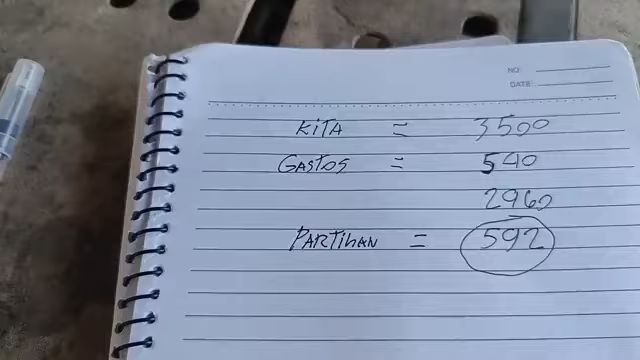 NO:
DATE:
KITA = 3500
GASTOS = 540
2960
PARTIHAN = 592